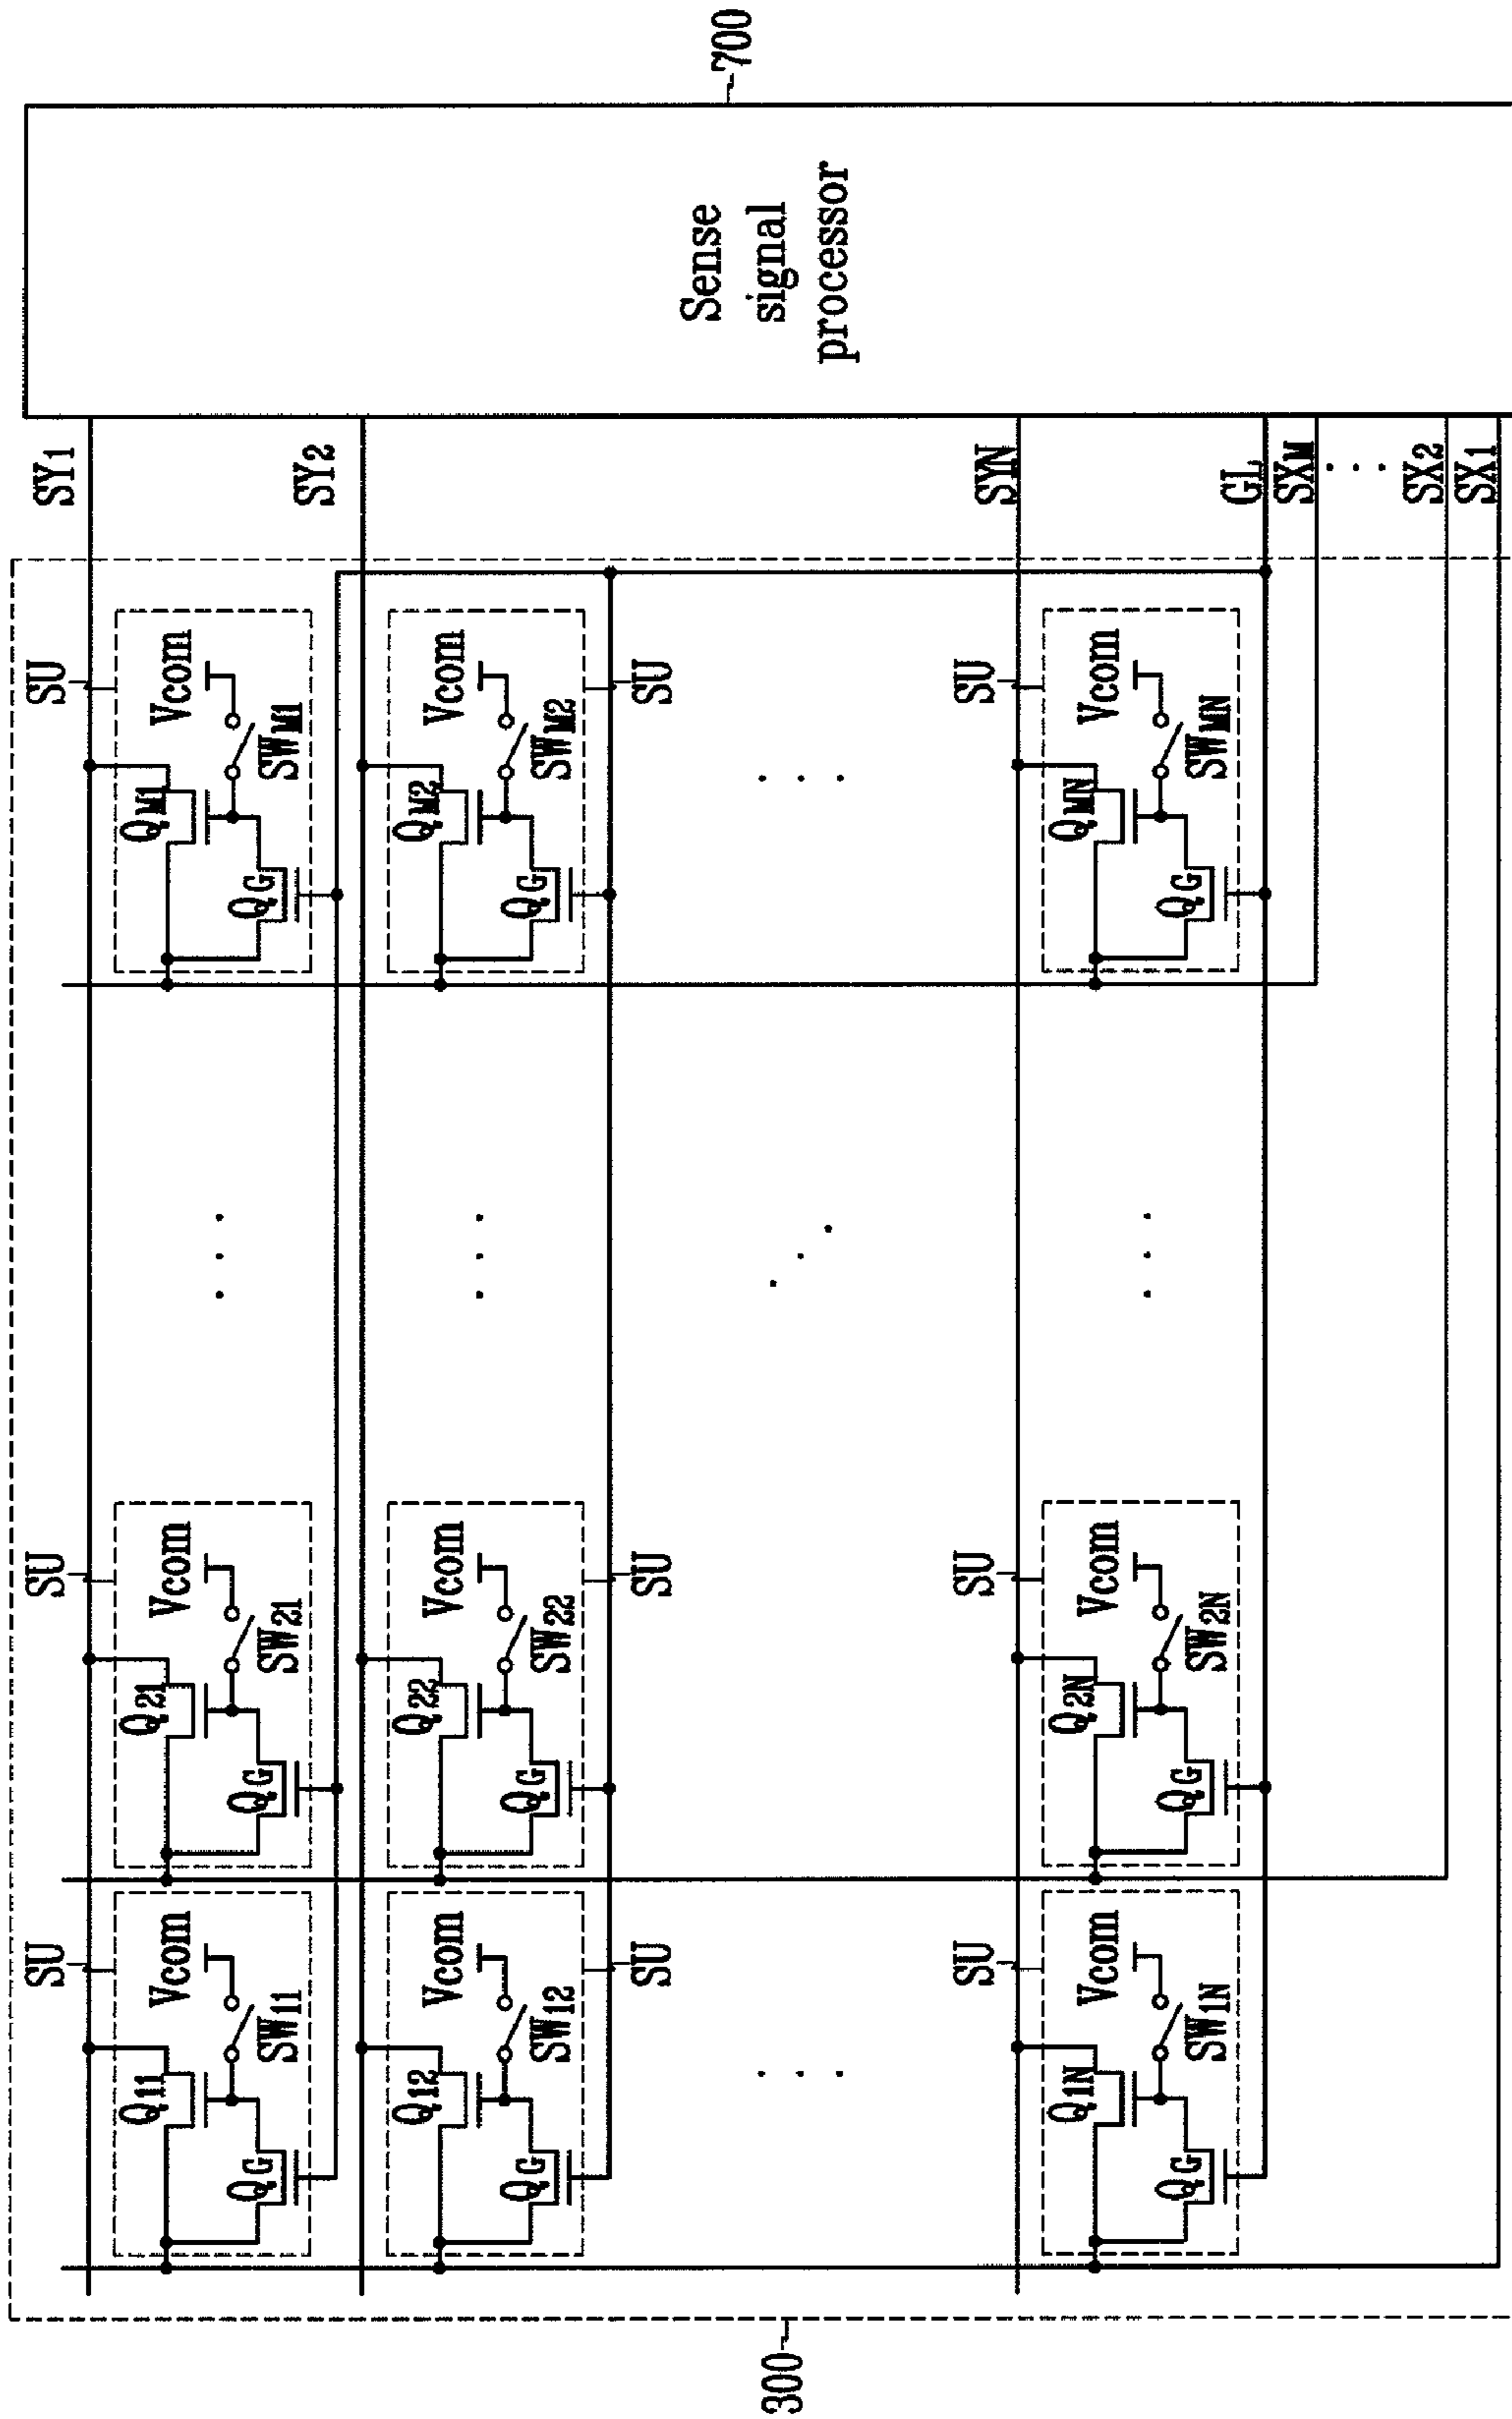 SU SU SU SY1
Q11 Vcom Q21 Vcom QM1 Vcom
QG SW11 QG SW21 QG SWM1
SY2
Q12 Vcom Q22 Vcom QM2 Vcom
QG SW12 QG SW22 QG SWM2
SU SU SU
Sense
signal
processor
700
300
. . .
SU SU SU SYN
Q1N Vcom Q2N Vcom QMN Vcom
QG SW1N QG SW2N QG SWMN
GL
SXM
. . .
SX2
SX1